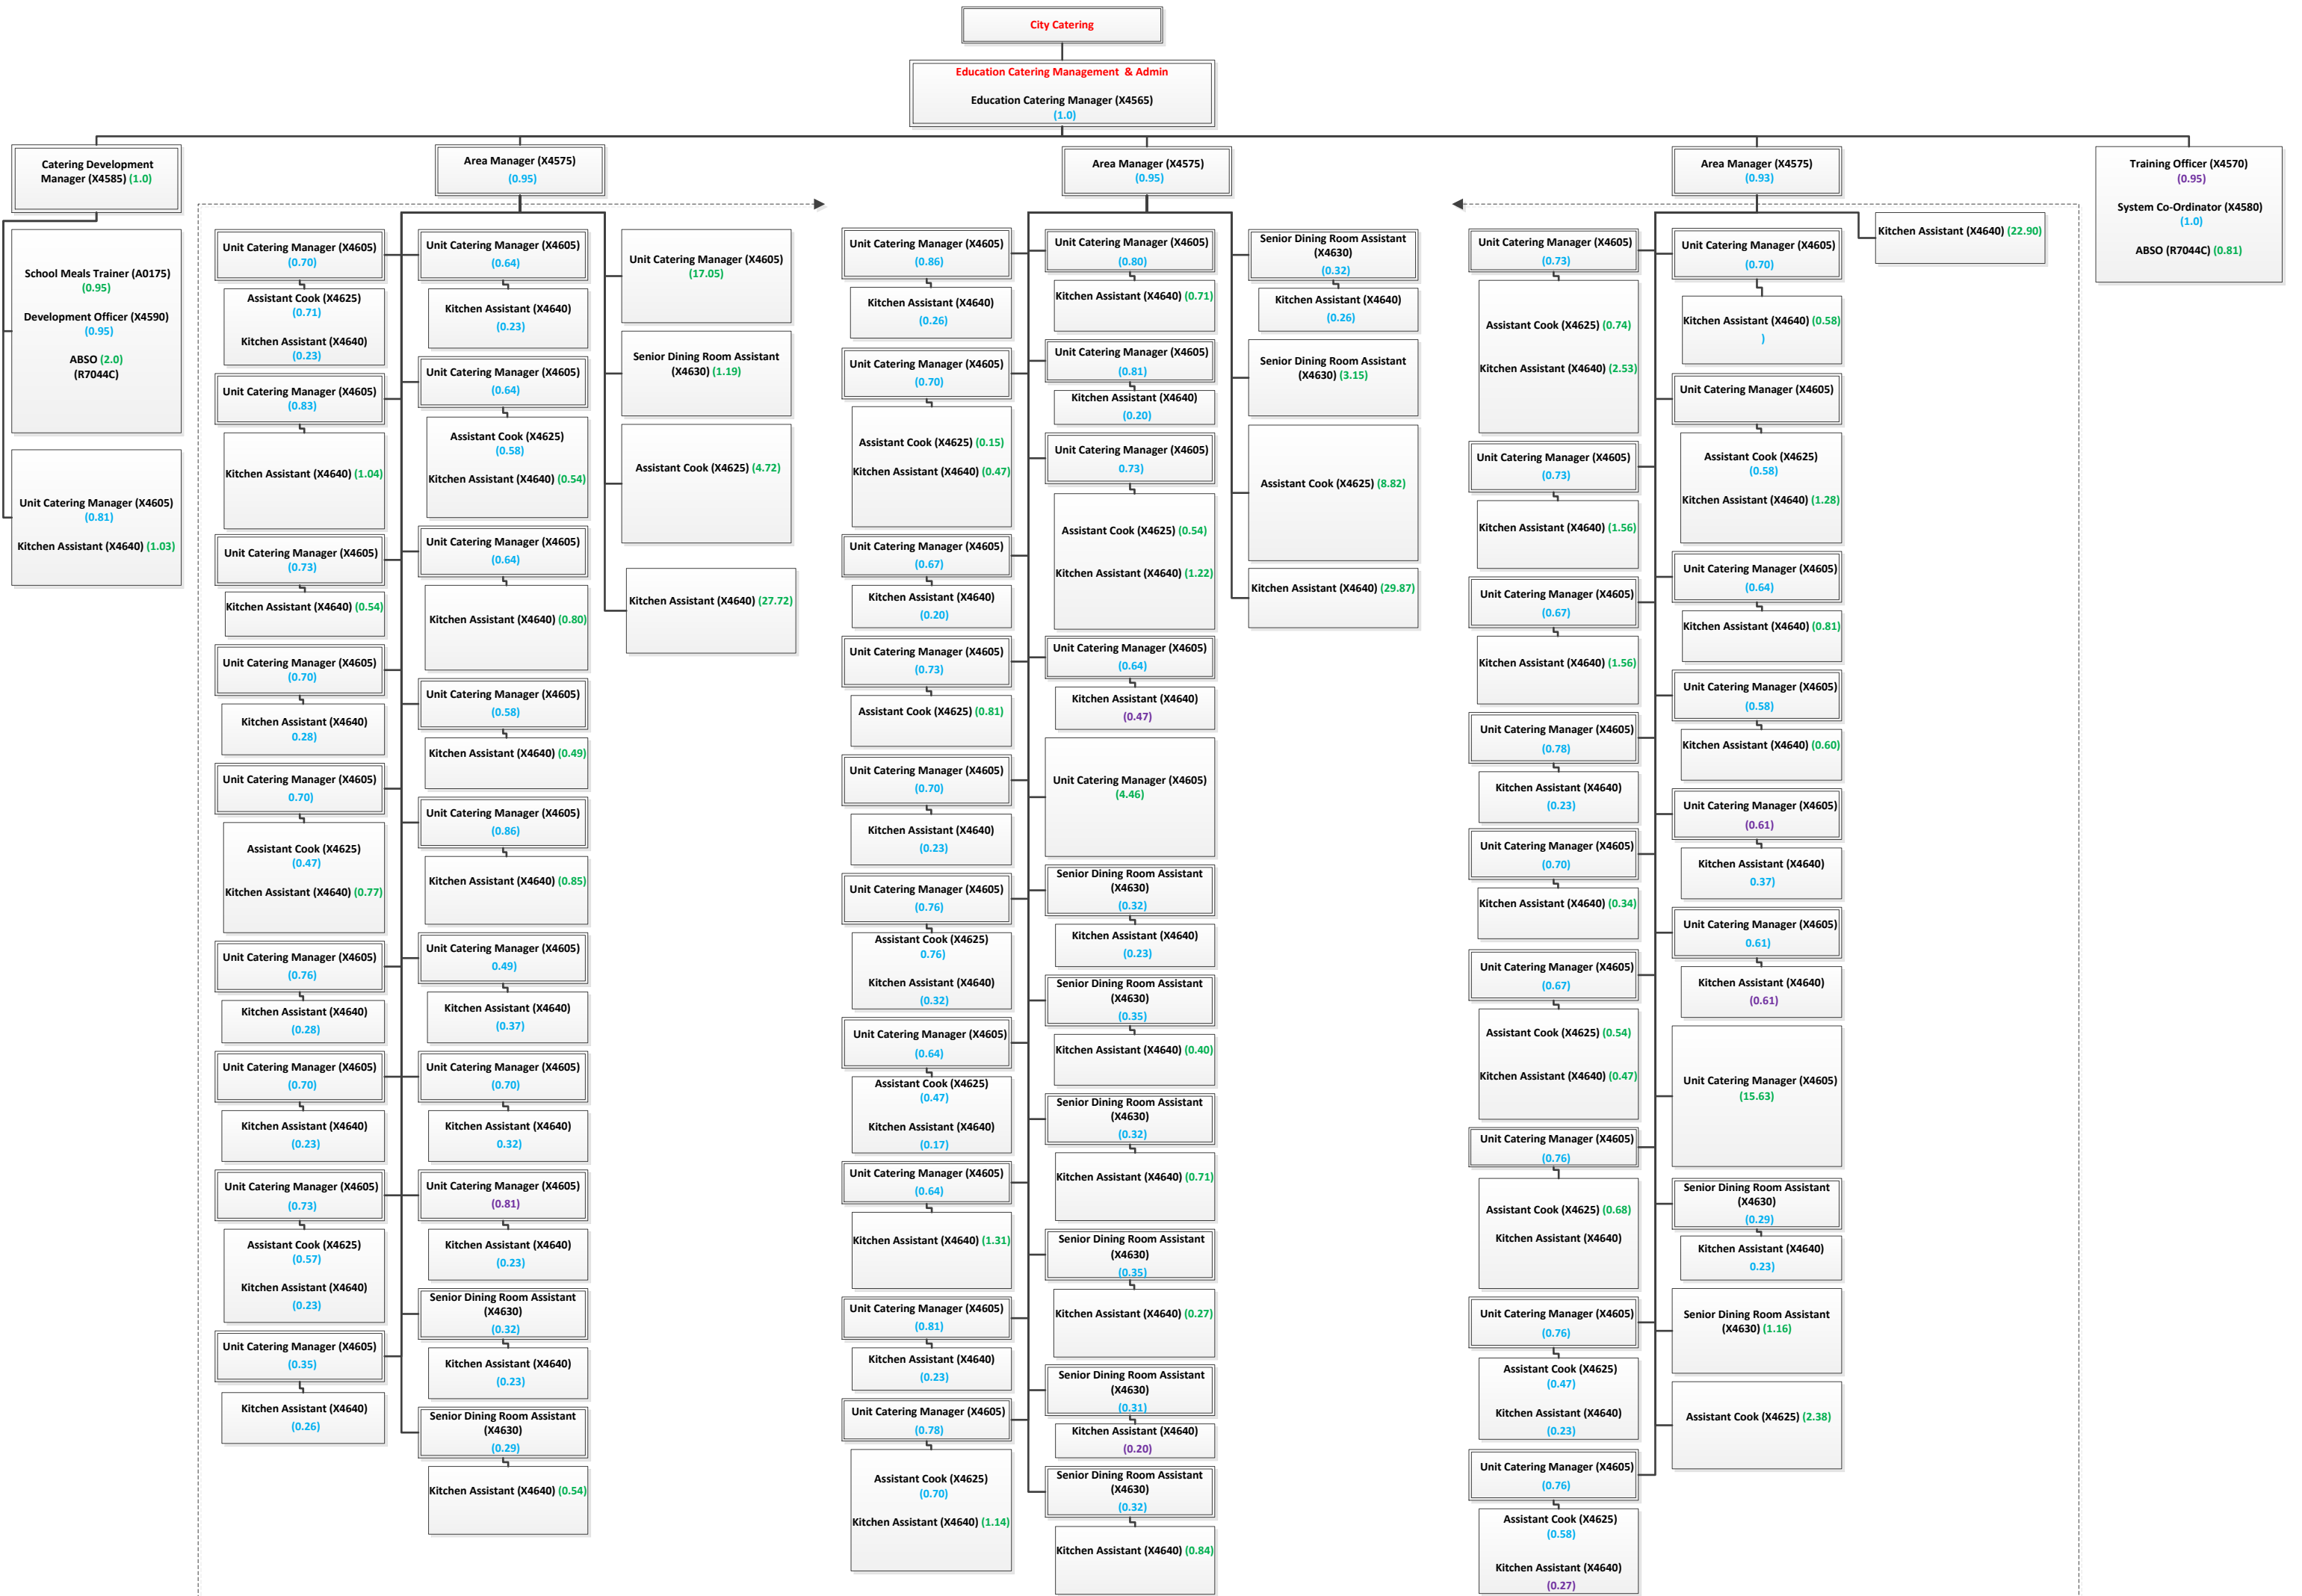 City Catering
Education Catering Management & Admin
Education Catering Manager (X4565)
(1.0)
Catering Development
Manager (X4585) (1.0)
School Meals Trainer (A0175)
(0.95)
Development Officer (X4590)
(0.95)
ABSO (2.0)
(R7044C)
Unit Catering Manager (X4605)
(0.81)
Kitchen Assistant (X4640) (1.03)
Area Manager (X4575)
(0.95)
Unit Catering Manager (X4605)
(0.70)
Assistant Cook (X4625)
(0.71)
Kitchen Assistant (X4640)
(0.23)
Unit Catering Manager (X4605)
(0.83)
Kitchen Assistant (X4640) (1.04)
Unit Catering Manager (X4605)
(0.73)
Kitchen Assistant (X4640) (0.54)
Unit Catering Manager (X4605)
(0.70)
Kitchen Assistant (X4640)
0.28)
Unit Catering Manager (X4605)
0.70)
Assistant Cook (X4625)
(0.47)
Kitchen Assistant (X4640) (0.77)
Unit Catering Manager (X4605)
(0.76)
Kitchen Assistant (X4640)
(0.28)
Unit Catering Manager (X4605)
(0.70)
Kitchen Assistant (X4640)
(0.23)
Unit Catering Manager (X4605)
(0.73)
Assistant Cook (X4625)
(0.57)
Kitchen Assistant (X4640)
(0.23)
Unit Catering Manager (X4605)
(0.35)
Kitchen Assistant (X4640)
(0.26)
Unit Catering Manager (X4605)
(0.64)
Kitchen Assistant (X4640)
(0.23)
Unit Catering Manager (X4605)
(0.64)
Assistant Cook (X4625)
(0.58)
Kitchen Assistant (X4640) (0.54)
Unit Catering Manager (X4605)
(0.64)
Kitchen Assistant (X4640) (0.80)
Unit Catering Manager (X4605)
(0.58)
Kitchen Assistant (X4640) (0.49)
Unit Catering Manager (X4605)
(0.86)
Kitchen Assistant (X4640) (0.85)
Unit Catering Manager (X4605)
0.49)
Kitchen Assistant (X4640)
(0.37)
Unit Catering Manager (X4605)
(0.70)
Kitchen Assistant (X4640)
0.32)
Unit Catering Manager (X4605)
(0.81)
Kitchen Assistant (X4640)
(0.23)
Senior Dining Room Assistant
(X4630)
(0.32)
Kitchen Assistant (X4640)
(0.23)
Senior Dining Room Assistant
(X4630)
(0.29)
Kitchen Assistant (X4640) (0.54)
Unit Catering Manager (X4605)
(17.05)
Senior Dining Room Assistant
(X4630) (1.19)
Assistant Cook (X4625) (4.72)
Kitchen Assistant (X4640) (27.72)
Area Manager (X4575)
(0.95)
Unit Catering Manager (X4605)
(0.86)
Kitchen Assistant (X4640)
(0.26)
Unit Catering Manager (X4605)
(0.70)
Assistant Cook (X4625) (0.15)
Kitchen Assistant (X4640) (0.47)
Unit Catering Manager (X4605)
(0.67)
Kitchen Assistant (X4640)
(0.20)
Unit Catering Manager (X4605)
(0.73)
Assistant Cook (X4625) (0.81)
Unit Catering Manager (X4605)
(0.70)
Kitchen Assistant (X4640)
(0.23)
Unit Catering Manager (X4605)
(0.76)
Assistant Cook (X4625)
0.76)
Kitchen Assistant (X4640)
(0.32)
Unit Catering Manager (X4605)
(0.64)
Assistant Cook (X4625)
(0.47)
Kitchen Assistant (X4640)
(0.17)
Unit Catering Manager (X4605)
(0.64)
Kitchen Assistant (X4640) (1.31)
Unit Catering Manager (X4605)
(0.81)
Kitchen Assistant (X4640)
(0.23)
Unit Catering Manager (X4605)
(0.78)
Assistant Cook (X4625)
(0.70)
Kitchen Assistant (X4640) (1.14)
Unit Catering Manager (X4605)
(0.80)
Kitchen Assistant (X4640) (0.71)
Unit Catering Manager (X4605)
(0.81)
Kitchen Assistant (X4640)
(0.20)
Unit Catering Manager (X4605)
0.73)
Assistant Cook (X4625) (0.54)
Kitchen Assistant (X4640) (1.22)
Unit Catering Manager (X4605)
(0.64)
Kitchen Assistant (X4640)
(0.47)
Unit Catering Manager (X4605)
(4.46)
Senior Dining Room Assistant
(X4630)
(0.32)
Kitchen Assistant (X4640)
(0.23)
Senior Dining Room Assistant
(X4630)
(0.35)
Kitchen Assistant (X4640) (0.40)
Senior Dining Room Assistant
(X4630)
(0.32)
Kitchen Assistant (X4640) (0.71)
Senior Dining Room Assistant
(X4630)
(0.35)
Kitchen Assistant (X4640) (0.27)
Senior Dining Room Assistant
(X4630)
(0.31)
Kitchen Assistant (X4640)
(0.20)
Senior Dining Room Assistant
(X4630)
(0.32)
Kitchen Assistant (X4640) (0.84)
Senior Dining Room Assistant
(X4630)
(0.32)
Kitchen Assistant (X4640)
(0.26)
Senior Dining Room Assistant
(X4630) (3.15)
Assistant Cook (X4625) (8.82)
Kitchen Assistant (X4640) (29.87)
Area Manager (X4575)
(0.93)
Unit Catering Manager (X4605)
(0.73)
Assistant Cook (X4625) (0.74)
Kitchen Assistant (X4640) (2.53)
Unit Catering Manager (X4605)
(0.73)
Kitchen Assistant (X4640) (1.56)
Unit Catering Manager (X4605)
(0.67)
Kitchen Assistant (X4640) (1.56)
Unit Catering Manager (X4605)
(0.78)
Kitchen Assistant (X4640)
(0.23)
Unit Catering Manager (X4605)
(0.70)
Kitchen Assistant (X4640) (0.34)
Unit Catering Manager (X4605)
(0.67)
Assistant Cook (X4625) (0.54)
Kitchen Assistant (X4640) (0.47)
Unit Catering Manager (X4605)
(0.76)
Assistant Cook (X4625) (0.68)
Kitchen Assistant (X4640)
Unit Catering Manager (X4605)
(0.76)
Assistant Cook (X4625)
(0.47)
Kitchen Assistant (X4640)
(0.23)
Unit Catering Manager (X4605)
(0.76)
Assistant Cook (X4625)
(0.58)
Kitchen Assistant (X4640)
(0.27)
Unit Catering Manager (X4605)
(0.70)
Kitchen Assistant (X4640) (0.58)
)
Unit Catering Manager (X4605)
Assistant Cook (X4625)
(0.58)
Kitchen Assistant (X4640) (1.28)
Unit Catering Manager (X4605)
(0.64)
Kitchen Assistant (X4640) (0.81)
Unit Catering Manager (X4605)
(0.58)
Kitchen Assistant (X4640) (0.60)
Unit Catering Manager (X4605)
(0.61)
Kitchen Assistant (X4640)
0.37)
Unit Catering Manager (X4605)
0.61)
Kitchen Assistant (X4640)
(0.61)
Unit Catering Manager (X4605)
(15.63)
Senior Dining Room Assistant
(X4630)
(0.29)
Kitchen Assistant (X4640)
0.23)
Senior Dining Room Assistant
(X4630) (1.16)
Assistant Cook (X4625) (2.38)
Kitchen Assistant (X4640) (22.90)
Training Officer (X4570)
(0.95)
System Co-Ordinator (X4580)
(1.0)
ABSO (R7044C) (0.81)